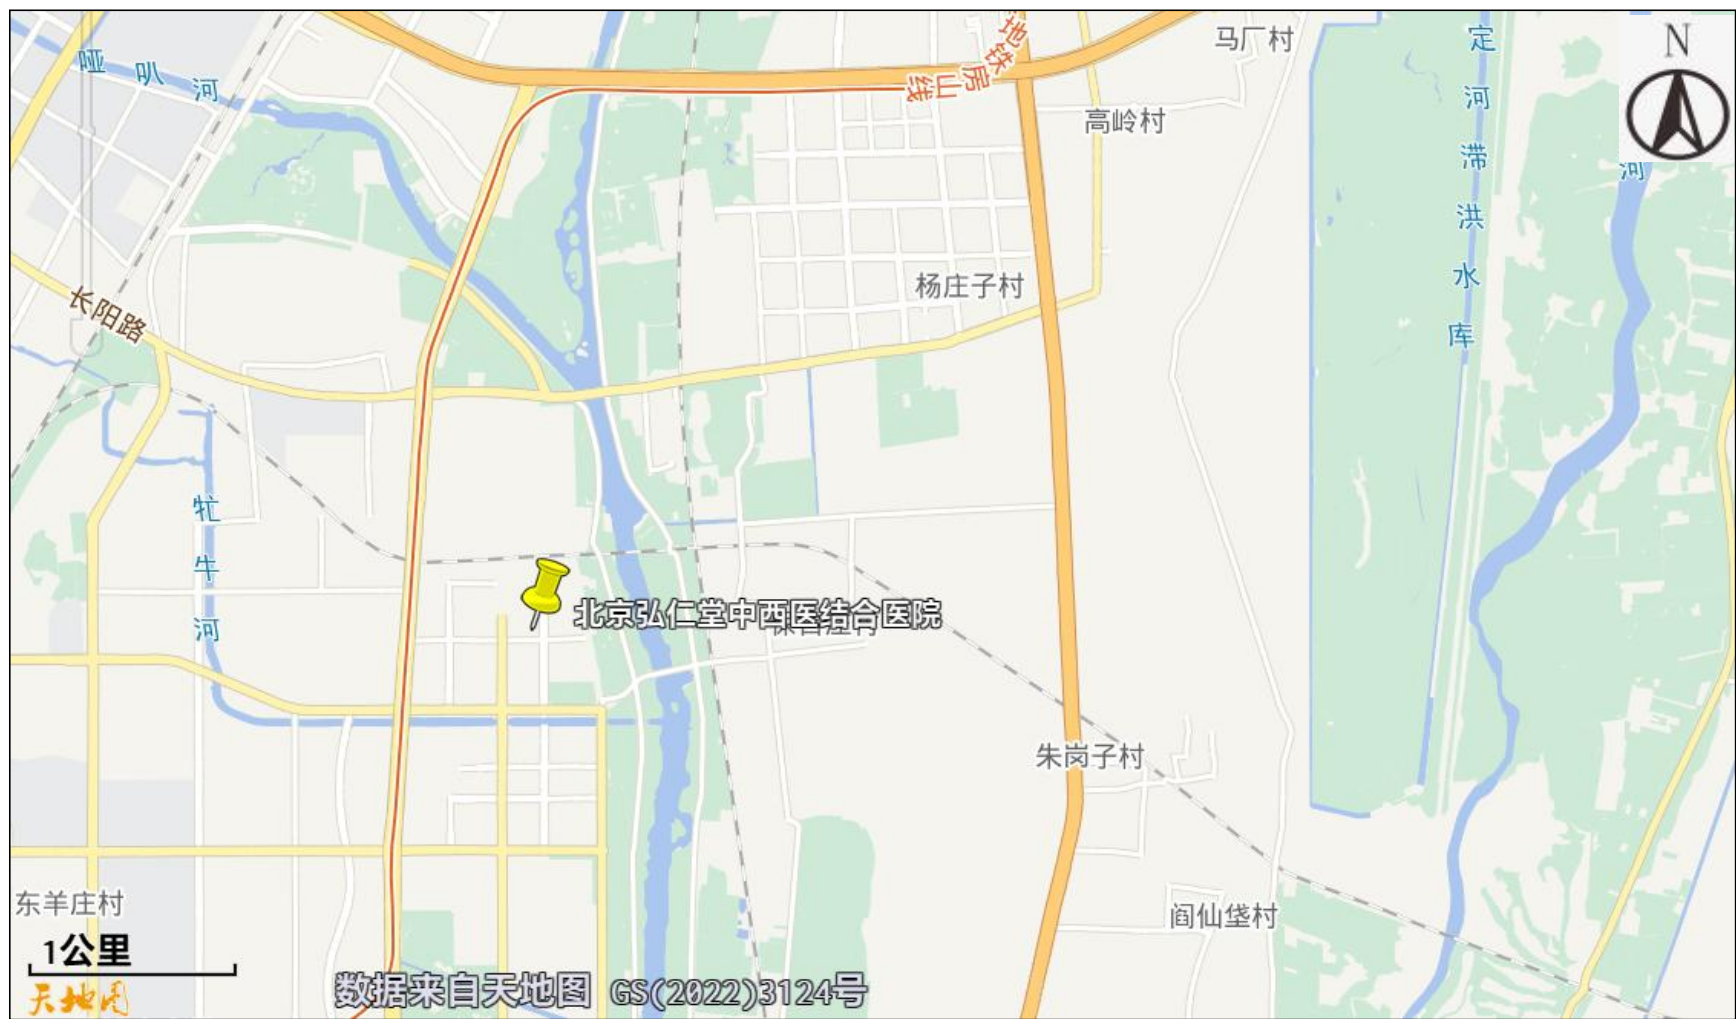 马厂村
定河滞洪水库
N
地铁房山线
哑叭河
高岭村
河
杨庄子村
长阳路
牤牛河
北京弘仁堂中西医结合医院
朱岗子村
东羊庄村
阎仙垡村
1公里
天地图
数据来自天地图 GS(2022)3124号